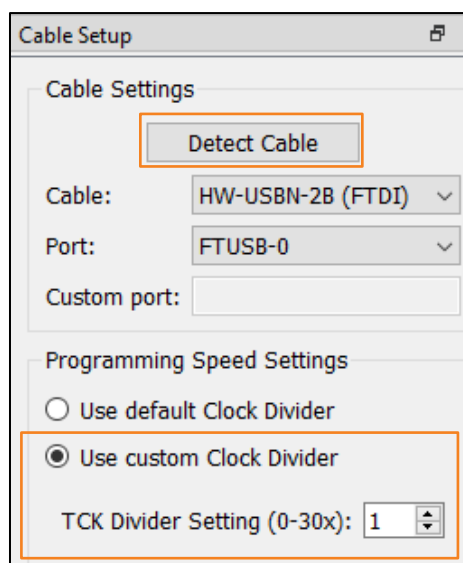 Cable Setup
Cable Settings
Detect Cable
Cable: HW-USBN-2B (FTDI)
Port: FTUSB-0
Custom port:
Programming Speed Settings
Use default Clock Divider
Use custom Clock Divider
TCK Divider Setting (0-30x): 1